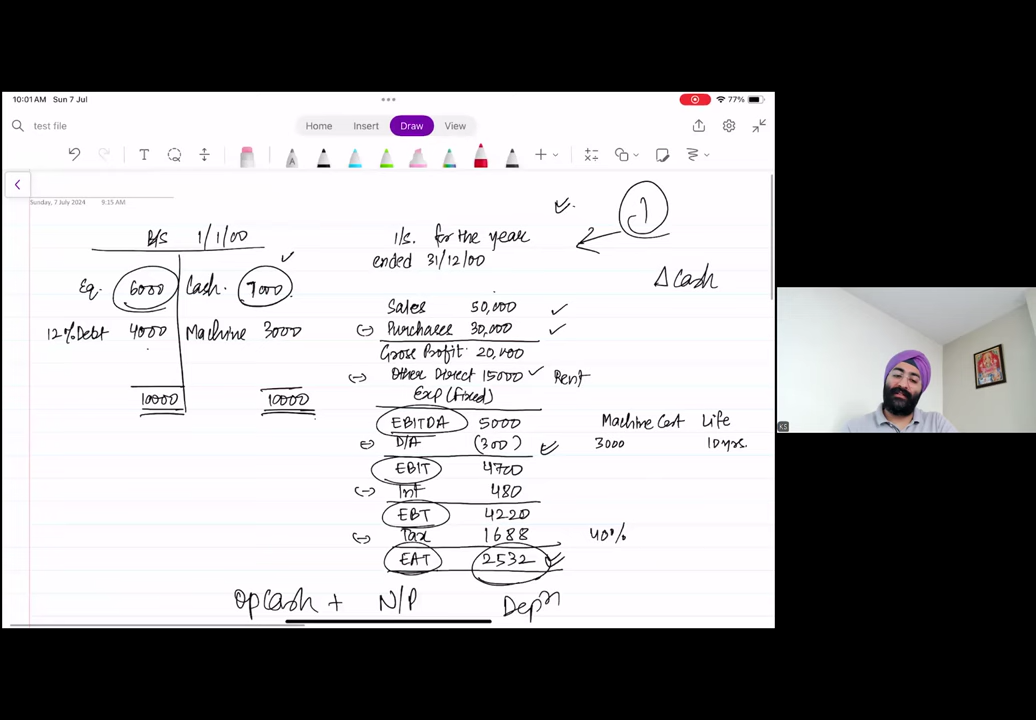 10:01AM Sun 7 Jul
77%
test file
Home Insert Draw View
Sunday, 7 July 2024 9:15 AM
B/S 1/1/00
Eq. 6000 Cash. 7000
12% Debt 4000 Machine 3000
10000 10000
I/S. for the year
ended 31/12/00
1
Δ Cash
Sales 50,000
(-) Purchases 30,000
Gross Profit 20,000
(-) Other Direct 15000 Rent
Exp (Fixed)
EBITDA 5000
(-) D/A (300)
EBIT 4700
(-) Int 480
EBT 4220
(-) Tax 1688 40%
EAT 2532
Machine Cost Life
3000 10 yrs.
Op Cash + N/P Depn
KS